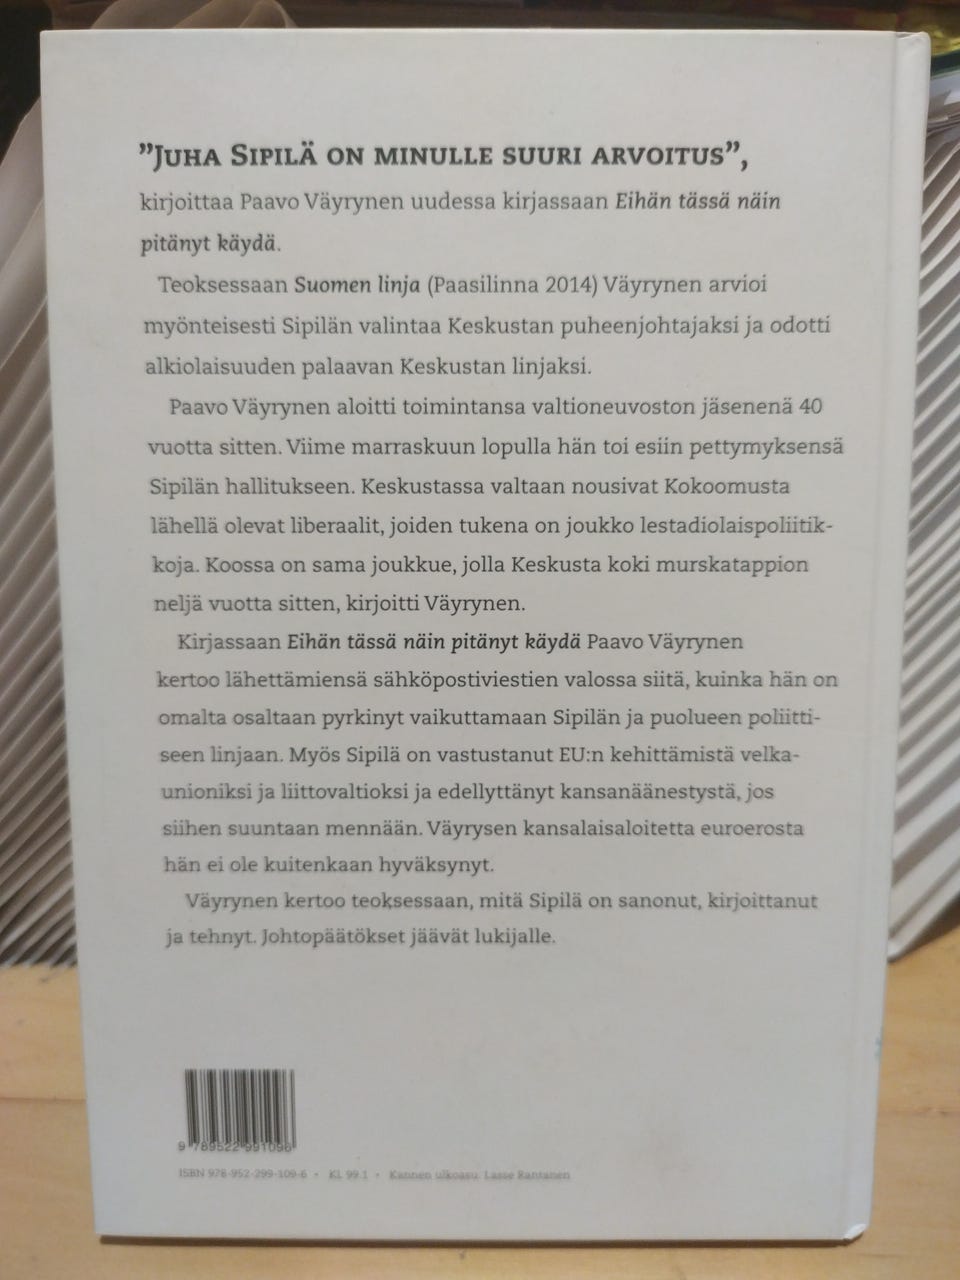 ”JUHA SIPILÄ ON MINULLE SUURI ARVOITUS”,
kirjoittaa Paavo Väyrynen uudessa kirjassaan Eihän tässä näin
pitänyt käydä.
Teoksessaan Suomen linja (Paasilinna 2014) Väyrynen arvioi
myönteisesti Sipilän valintaa Keskustan puheenjohtajaksi ja odotti
alkiolaisuuden palaavan Keskustan linjaksi.
Paavo Väyrynen aloitti toimintansa valtioneuvoston jäsenenä 40
vuotta sitten. Viime marraskuun lopulla hän toi esiin pettymyksensä
Sipilän hallitukseen. Keskustassa valtaan nousivat Kokoomusta
lähellä olevat liberaalit, joiden tukena on joukko lestadiolaispoliitik-
koja. Koossa on sama joukkue, jolla Keskusta koki murskatappion
neljä vuotta sitten, kirjoitti Väyrynen.
Kirjassaan Eihän tässä näin pitänyt käydä Paavo Väyrynen
kertoo lähettämiensä sähköpostiviestien valossa siitä, kuinka hän on
omalta osaltaan pyrkinyt vaikuttamaan Sipilän ja puolueen poliitti-
seen linjaan. Myös Sipilä on vastustanut EU:n kehittämistä velka-
unioniksi ja liittovaltioksi ja edellyttänyt kansanäänestystä, jos
siihen suuntaan mennään. Väyrysen kansalaisaloitetta euroerosta
hän ei ole kuitenkaan hyväksynyt.
Väyrynen kertoo teoksessaan, mitä Sipilä on sanonut, kirjoittanut
ja tehnyt. Johtopäätökset jäävät lukijalle.
9 789522 991096
ISBN 978-952-299-109-6 • KL 99.1 • Kannen ulkoasu: Lasse Rantanen